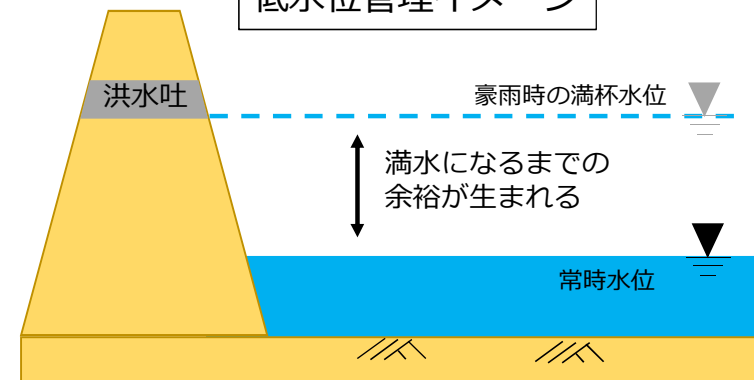 低水位管理イメージ
洪水吐
豪雨時の満杯水位
満水になるまでの
余裕が生まれる
常時水位